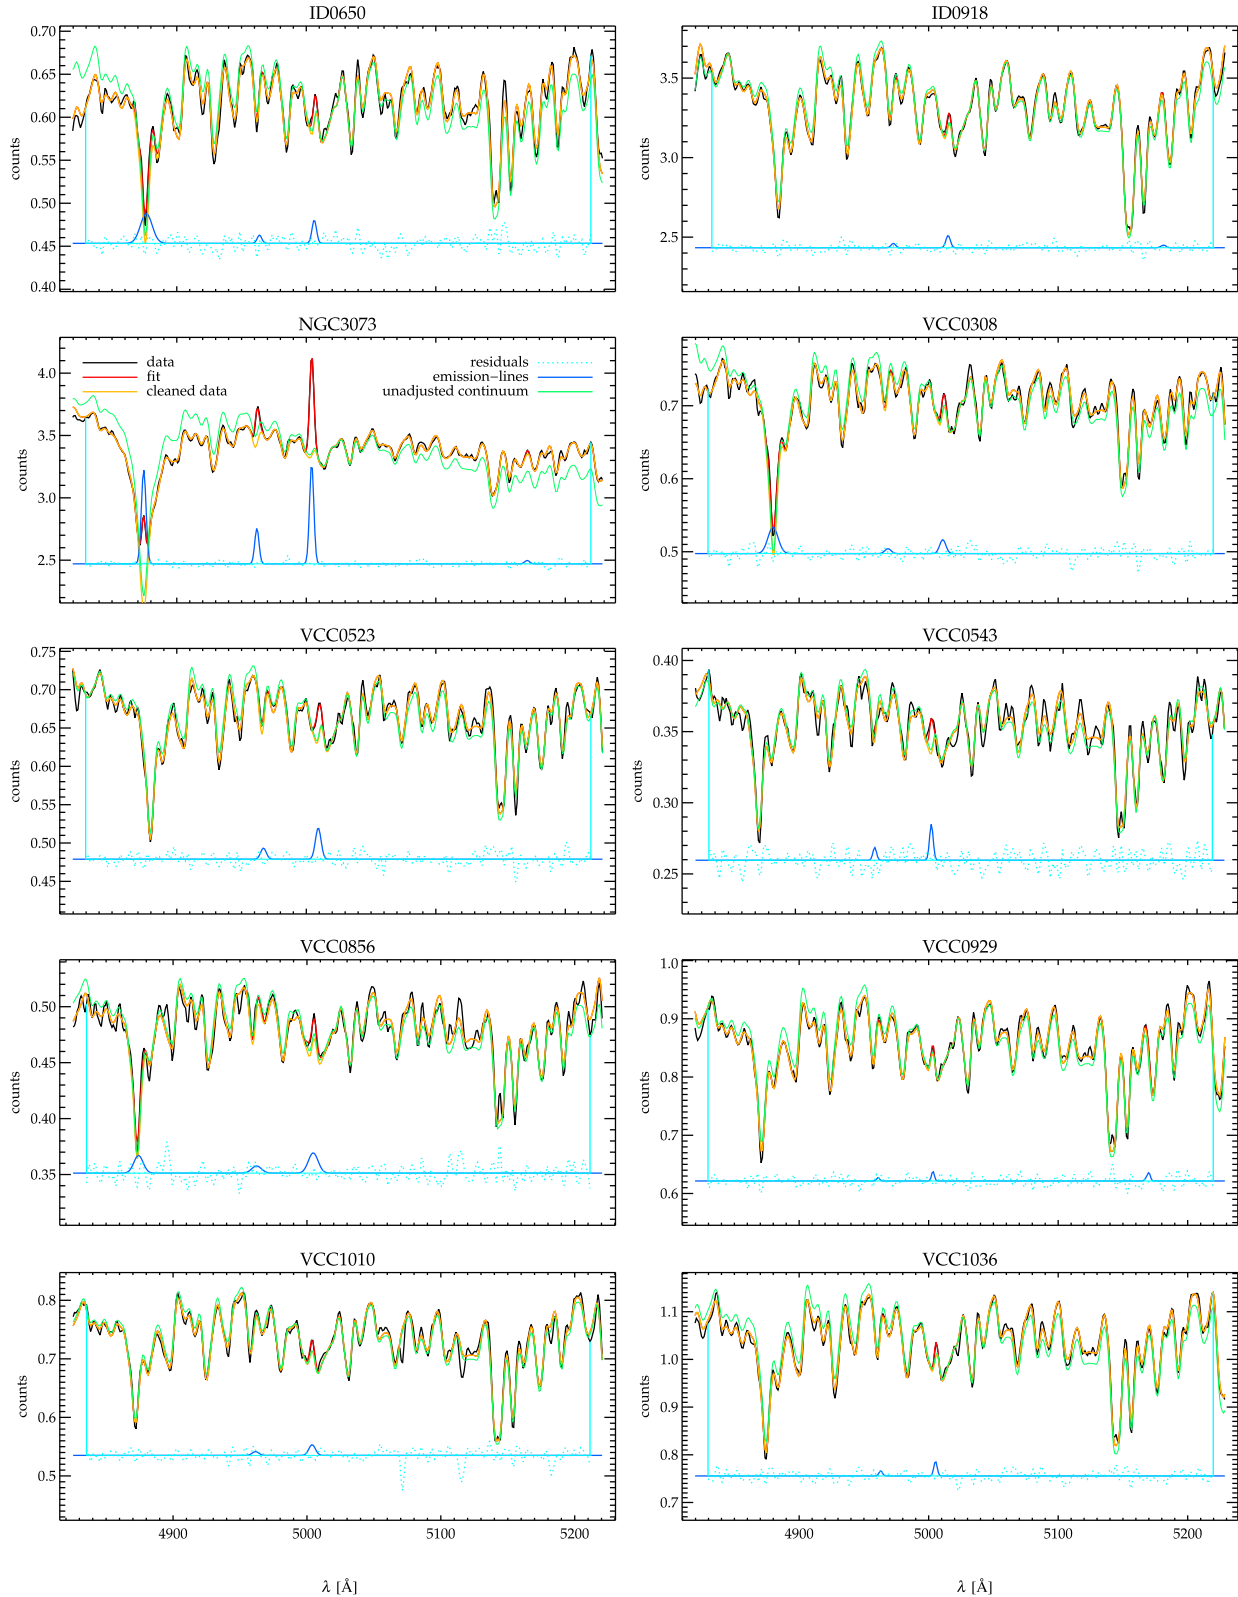 ID0650
ID0918
0.70
0.65
0.60
0.55
0.50
0.45
0.40
counts
3.5
3.0
2.5
counts
NGC3073
VCC0308
data
fit
cleaned data
residuals
emission−lines
unadjusted continuum
4.0
3.5
3.0
2.5
counts
0.7
0.6
0.5
counts
VCC0523
VCC0543
0.75
0.70
0.65
0.60
0.55
0.50
0.45
counts
0.40
0.35
0.30
0.25
counts
VCC0856
VCC0929
0.50
0.45
0.40
0.35
counts
1.0
0.9
0.8
0.7
0.6
counts
VCC1010
VCC1036
0.8
0.7
0.6
0.5
counts
1.1
1.0
0.9
0.8
0.7
counts
4900 5000 5100 5200
4900 5000 5100 5200
λ [Å]
λ [Å]